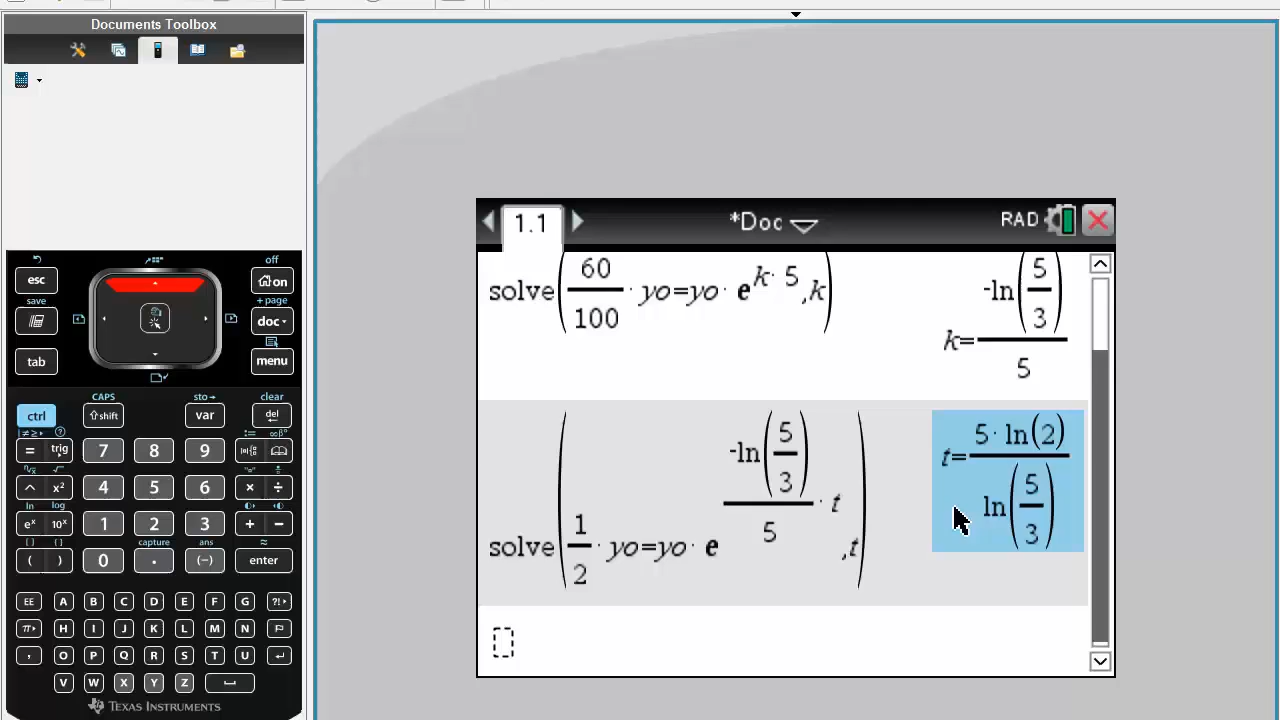 Documents Toolbox
1.1
*Doc
RAD
solve(60/100· yo=yo· e^(k· 5),k)
k=-ln(5/3)/5
solve(1/2· yo=yo· e^(-ln(5/3)/5· t),t)
t=5· ln(2)/ln(5/3)
off
esc
on
save
+ page
doc
tab
menu
CAPS
sto→
clear
ctrl
⇧shift
var
del
= trig 7 8 9
^ x² 4 5 6 × ÷
ln log
eˣ 10ˣ 1 2 3 + −
{ } [ ] capture ans ≈
( ) 0 . (−) enter
EE A B C D E F G ?!▸
π▸ H I J K L M N
, O P Q R S T U ↵
V W X Y Z
TEXAS INSTRUMENTS